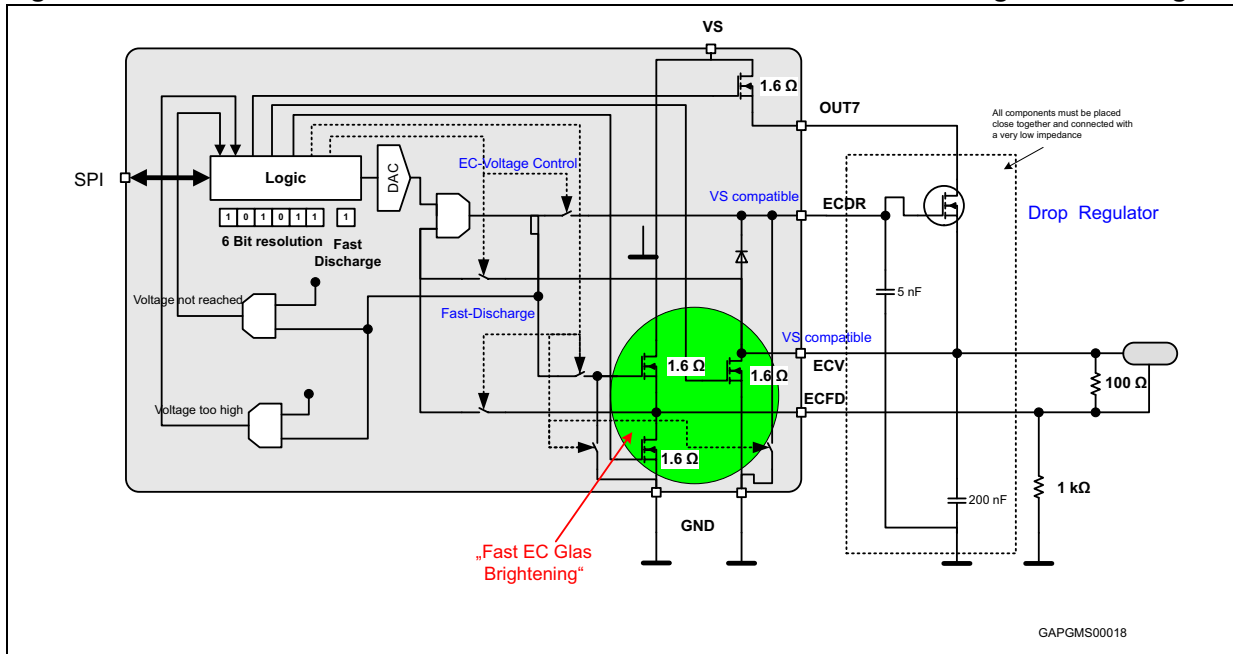 VS
1.6 Ω
OUT7
All components must be placed
close together and connected with
a very low impedance
SPI
Logic
DAC
EC-Voltage Control
VS compatible
ECDR
Drop Regulator
1 0 1 0 1 1
1
6 Bit resolution
Fast
Discharge
5 nF
Voltage not reached
Fast-Discharge
VS compatible
1.6 Ω
1.6 Ω
ECV
100 Ω
ECFD
Voltage too high
1.6 Ω
200 nF
1 kΩ
GND
„Fast EC Glas
Brightening“
GAPGMS00018